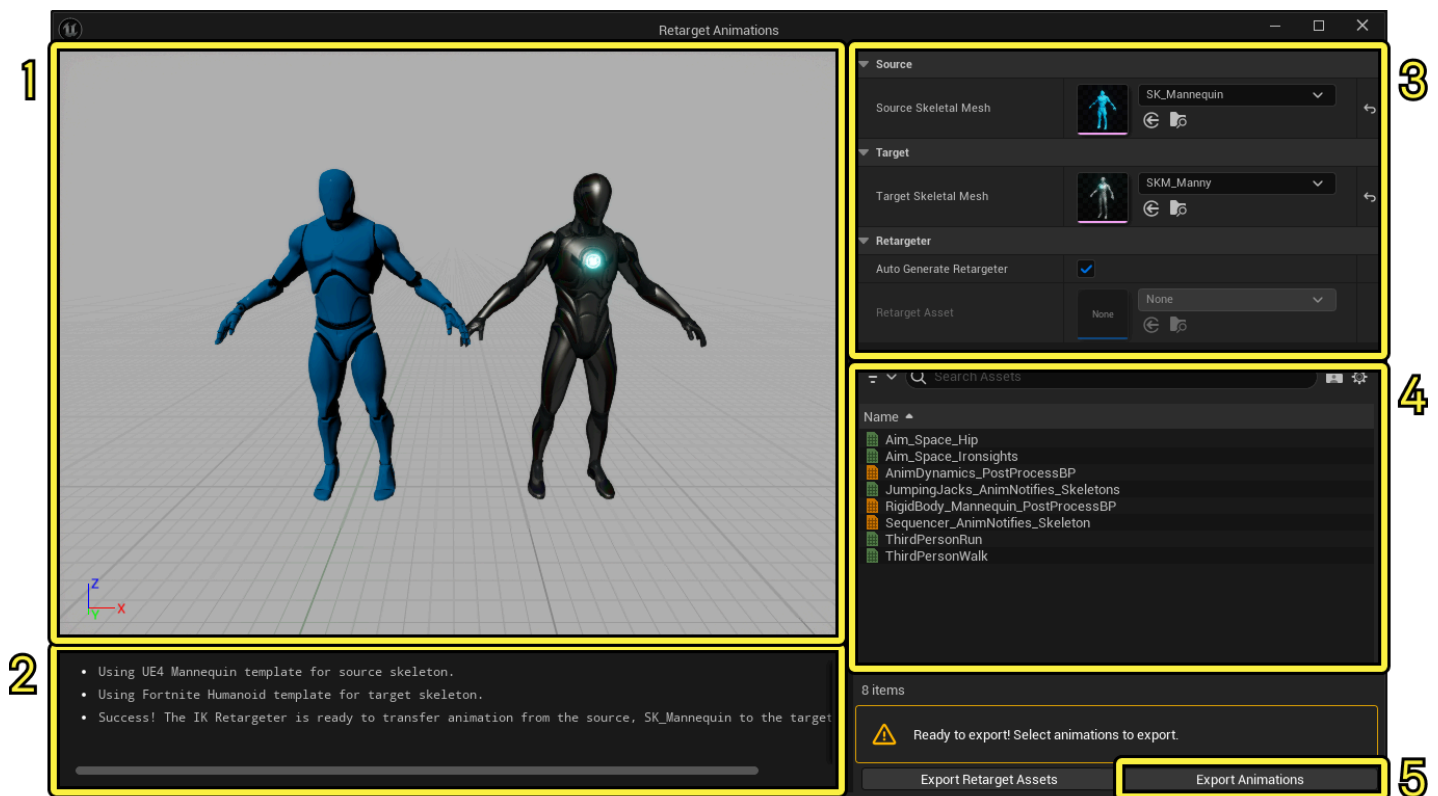 Retarget Animations
1
Z
X
Y
2
• Using UE4 Mannequin template for source skeleton.
• Using Fortnite Humanoid template for target skeleton.
• Success! The IK Retargeter is ready to transfer animation from the source, SK_Mannequin to the target
3
Source
Source Skeletal Mesh
SK_Mannequin
Target
Target Skeletal Mesh
SKM_Manny
Retargeter
Auto Generate Retargeter
Retarget Asset
None
None
4
Search Assets
Name
Aim_Space_Hip
Aim_Space_Ironsights
AnimDynamics_PostProcessBP
JumpingJacks_AnimNotifies_Skeletons
RigidBody_Mannequin_PostProcessBP
Sequencer_AnimNotifies_Skeleton
ThirdPersonRun
ThirdPersonWalk
8 items
Ready to export! Select animations to export.
Export Retarget Assets
Export Animations
5